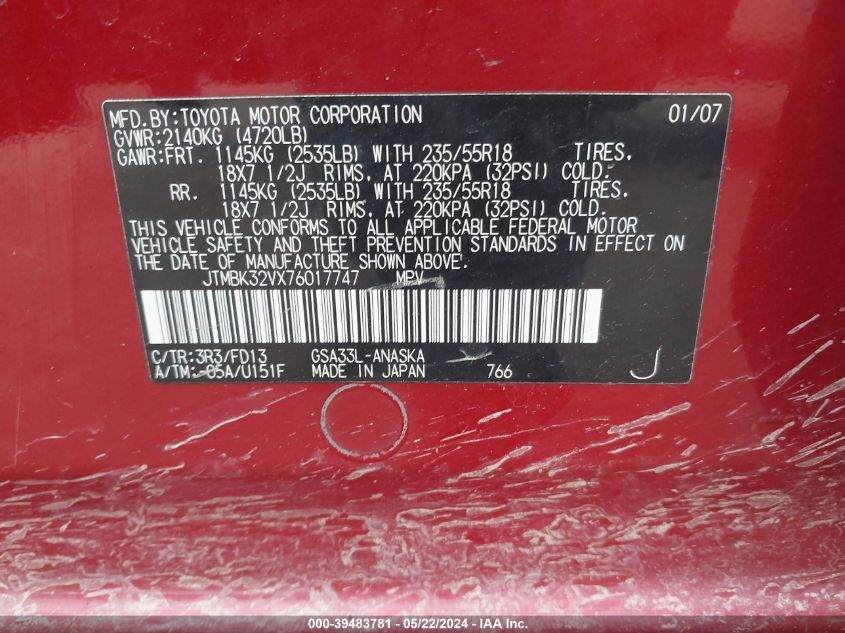 MFD.BY:TOYOTA MOTOR CORPORATION 01/07
GVWR:2140KG (4720LB)
GAWR:FRT. 1145KG (2535LB) WITH 235/55R18 TIRES,
18X7 1/2J RIMS, AT 220KPA (32PSI) COLD.
RR. 1145KG (2535LB) WITH 235/55R18 TIRES,
18X7 1/2J RIMS, AT 220KPA (32PSI) COLD.
THIS VEHICLE CONFORMS TO ALL APPLICABLE FEDERAL MOTOR
VEHICLE SAFETY AND THEFT PREVENTION STANDARDS IN EFFECT ON
THE DATE OF MANUFACTURE SHOWN ABOVE.
JTMBK32VX76017747 MPV
C/TR:3R3/FD13 GSA33L-ANASKA
A/TM:-05A/U151F MADE IN JAPAN 766 J
000-39483781 - 05/22/2024 - IAA Inc.